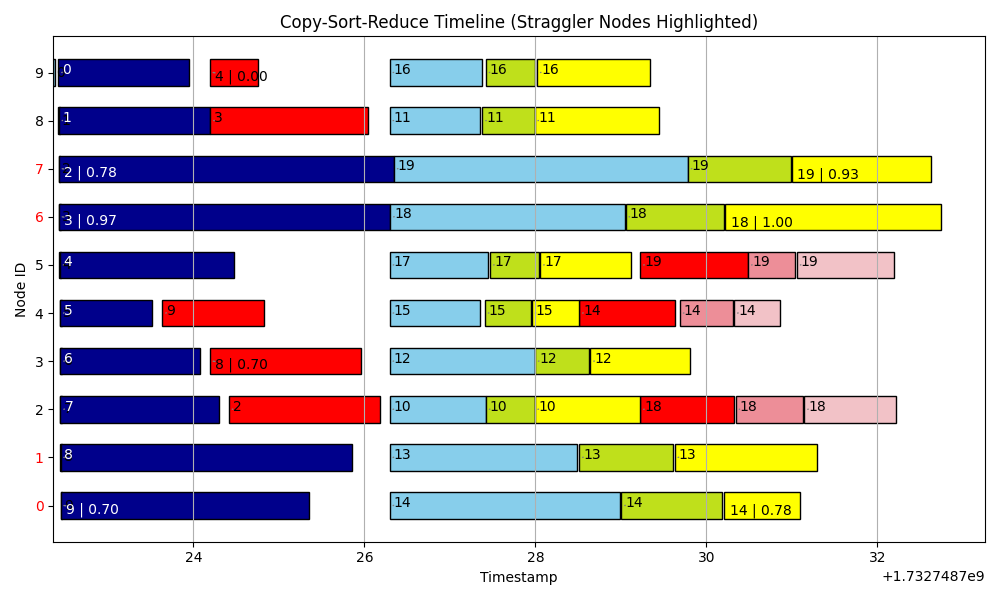 Copy-Sort-Reduce Timeline (Straggler Nodes Highlighted)
Node ID
9 0 4 | 0.00 16 16 16
8 1 3 11 11 11
7 2 | 0.78 19 19 19 | 0.93
6 3 | 0.97 18 18 18 | 1.00
5 4 17 17 17 19 19 19
4 5 9 15 15 15 14 14 14
3 6 8 | 0.70 12 12 12
2 7 2 10 10 10 18 18 18
1 8 13 13 13
0 9 | 0.70 14 14 14 | 0.78
24 26 28 30 32
Timestamp
+1.7327487e9